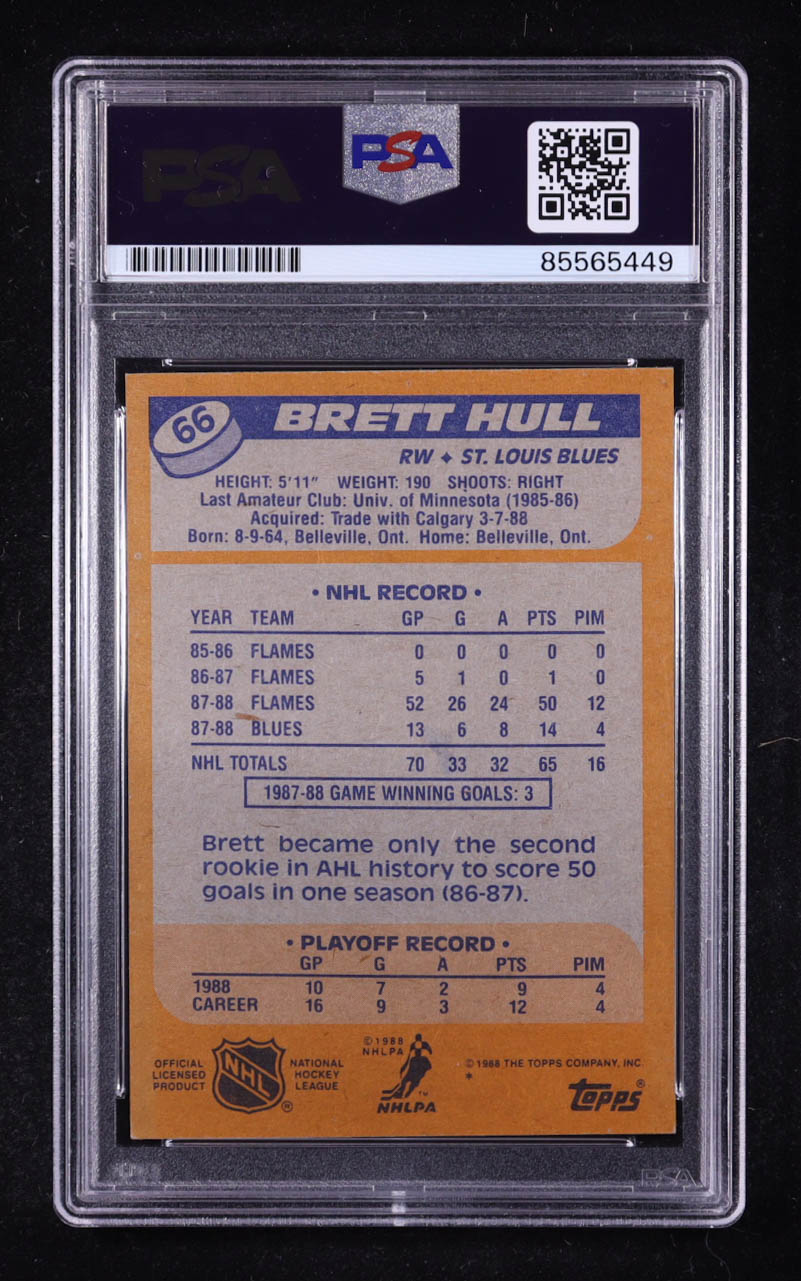 PSA PSA
85565449
66 BRETT HULL
RW ✦ ST. LOUIS BLUES
HEIGHT: 5'11" WEIGHT: 190 SHOOTS: RIGHT
Last Amateur Club: Univ. of Minnesota (1985-86)
Acquired: Trade with Calgary 3-7-88
Born: 8-9-64, Belleville, Ont. Home: Belleville, Ont.
• NHL RECORD •
YEAR TEAM GP G A PTS PIM
85-86 FLAMES 0 0 0 0 0
86-87 FLAMES 5 1 0 1 0
87-88 FLAMES 52 26 24 50 12
87-88 BLUES 13 6 8 14 4
NHL TOTALS 70 33 32 65 16
1987-88 GAME WINNING GOALS: 3
Brett became only the second
rookie in AHL history to score 50
goals in one season (86-87).
• PLAYOFF RECORD •
GP G A PTS PIM
1988 10 7 2 9 4
CAREER 16 9 3 12 4
OFFICIAL
LICENSED
PRODUCT
NHL ®
NATIONAL
HOCKEY
LEAGUE
© 1988
NHLPA
™
NHLPA
© 1988 THE TOPPS COMPANY, INC.
*
topps ®
PSA